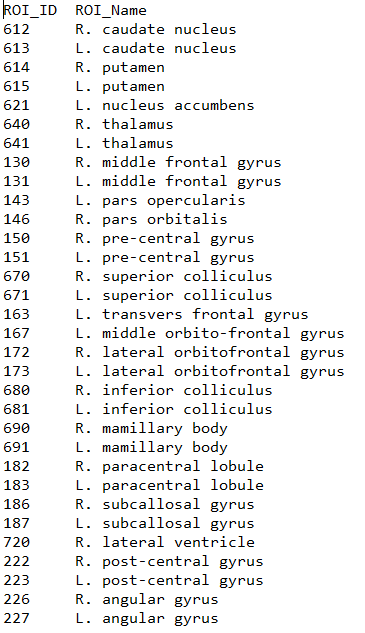 ROI_ID  ROI_Name
612     R. caudate nucleus
613     L. caudate nucleus
614     R. putamen
615     L. putamen
621     L. nucleus accumbens
640     R. thalamus
641     L. thalamus
130     R. middle frontal gyrus
131     L. middle frontal gyrus
143     L. pars opercularis
146     R. pars orbitalis
150     R. pre-central gyrus
151     L. pre-central gyrus
670     R. superior colliculus
671     L. superior colliculus
163     L. transvers frontal gyrus
167     L. middle orbito-frontal gyrus
172     R. lateral orbitofrontal gyrus
173     L. lateral orbitofrontal gyrus
680     R. inferior colliculus
681     L. inferior colliculus
690     R. mamillary body
691     L. mamillary body
182     R. paracentral lobule
183     L. paracentral lobule
186     R. subcallosal gyrus
187     L. subcallosal gyrus
720     R. lateral ventricle
222     R. post-central gyrus
223     L. post-central gyrus
226     R. angular gyrus
227     L. angular gyrus